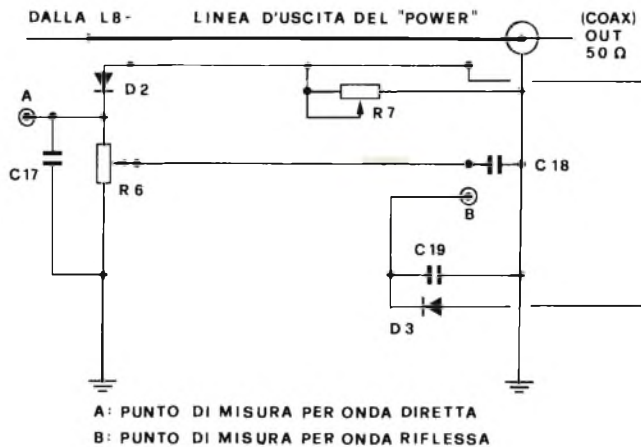 DALLA L8- LINEA D'USCITA DEL "POWER" (COAX)
OUT
50 Ω
D2
A
R7
C17
R6
C18
B
C19
D3
A: PUNTO DI MISURA PER ONDA DIRETTA
B: PUNTO DI MISURA PER ONDA RIFLESSA